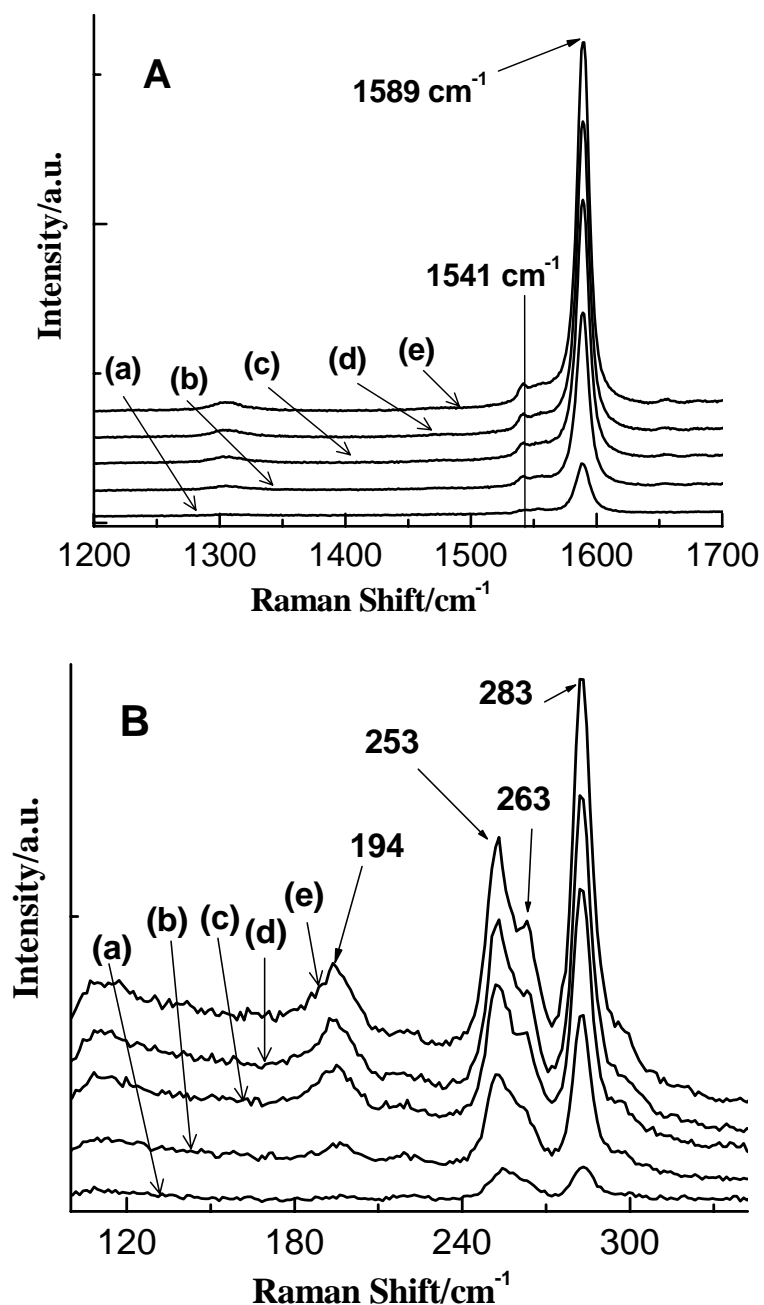 A
1589 cm⁻¹
1541 cm⁻¹
(a) (b) (c) (d) (e)
Intensity/a.u.
1200 1300 1400 1500 1600 1700
Raman Shift/cm⁻¹
B
283
253
263
194
(a) (b) (c) (d) (e)
Intensity/a.u.
120 180 240 300
Raman Shift/cm⁻¹